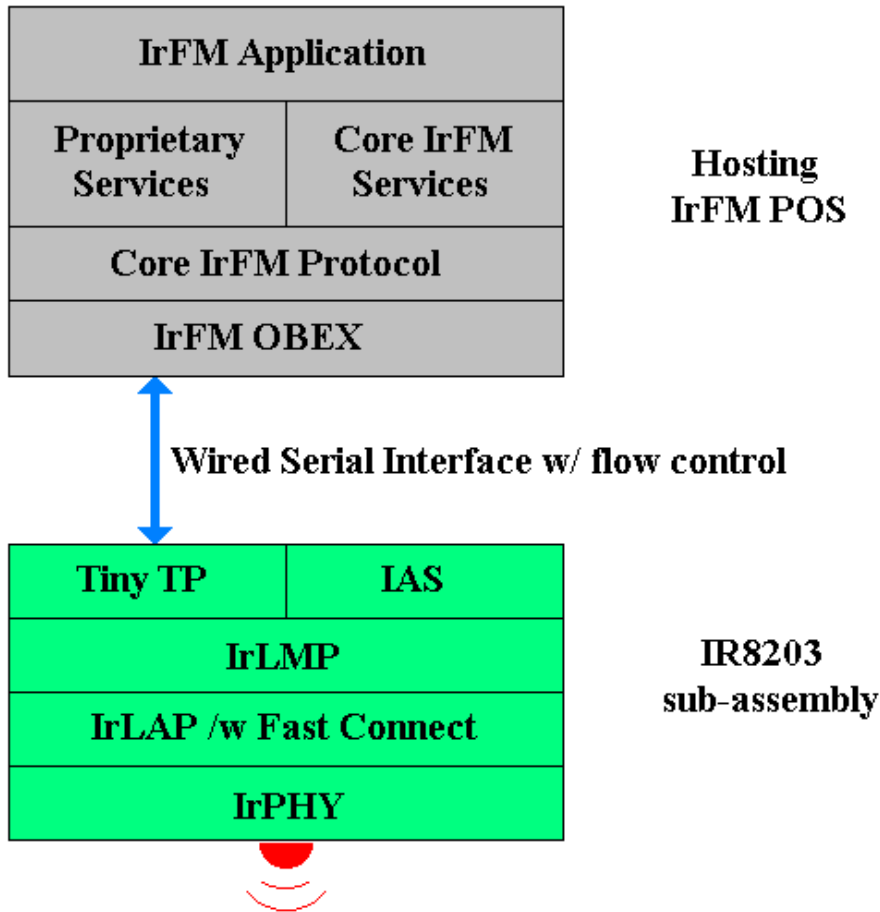 IrFM Application
Proprietary
Services
Core IrFM
Services
Hosting
IrFM POS
Core IrFM Protocol
IrFM OBEX
Wired Serial Interface w/ flow control
Tiny TP
IAS
IrLMP
IR8203
sub-assembly
IrLAP /w Fast Connect
IrPHY